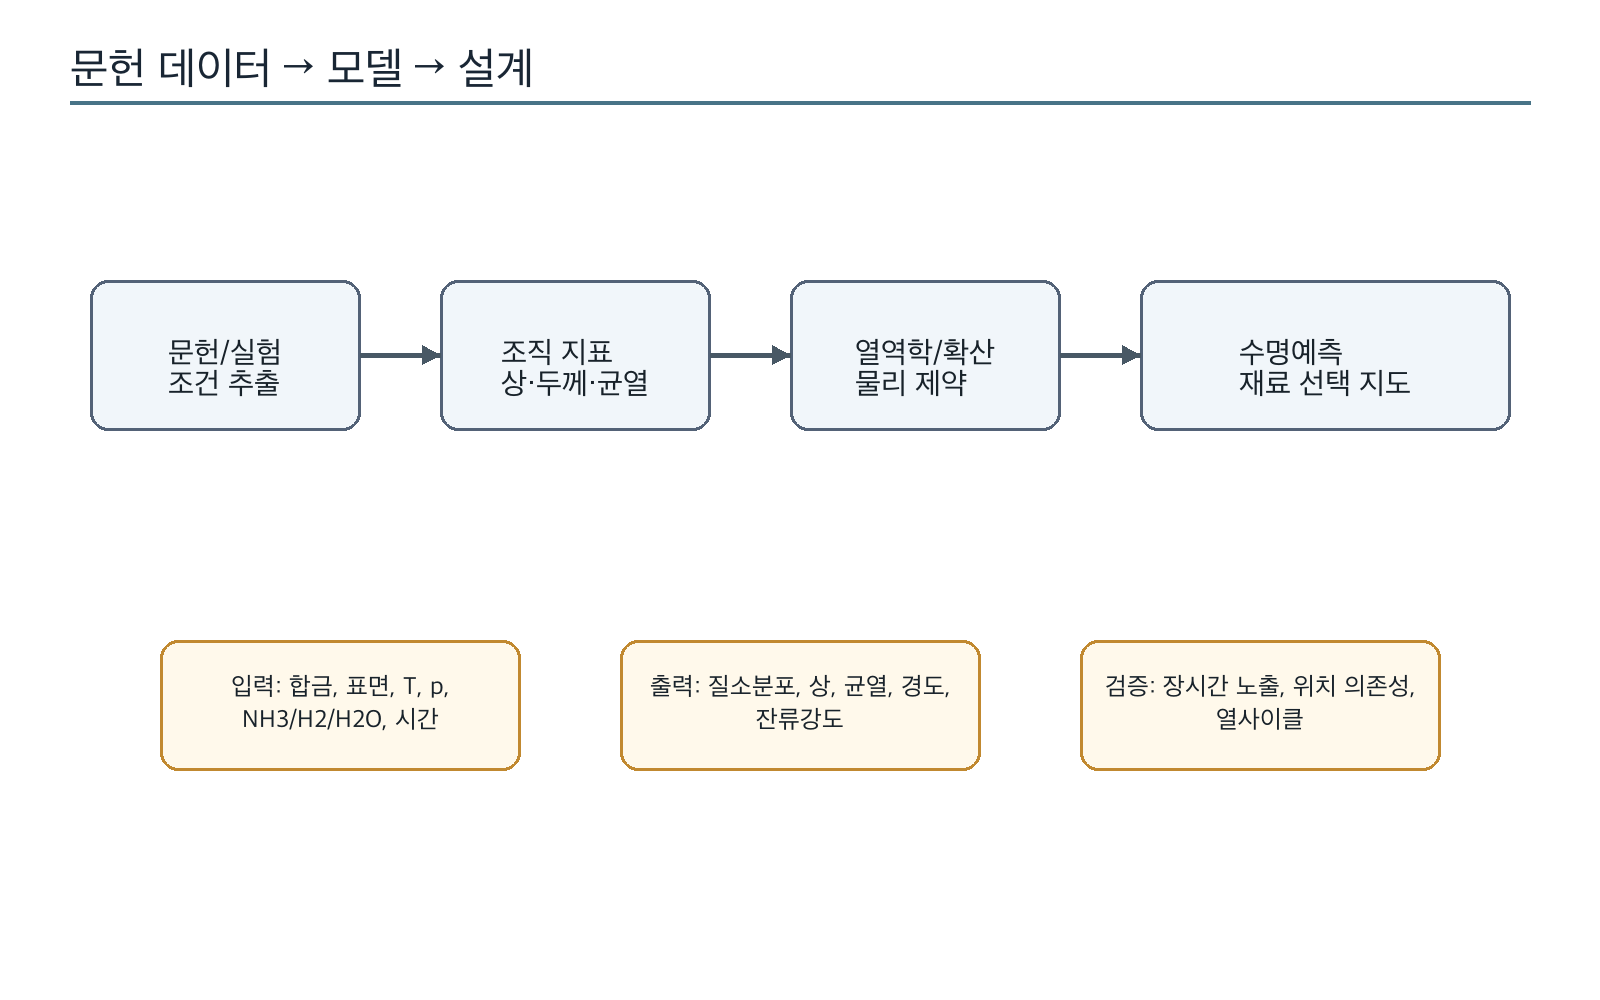 문헌 데이터 → 모델 → 설계
문헌/실험
조건 추출
조직 지표
상·두께·균열
열역학/확산
물리 제약
수명예측
재료 선택 지도
입력: 합금, 표면, T, p,
NH3/H2/H2O, 시간
출력: 질소분포, 상, 균열, 경도,
잔류강도
검증: 장시간 노출, 위치 의존성,
열사이클